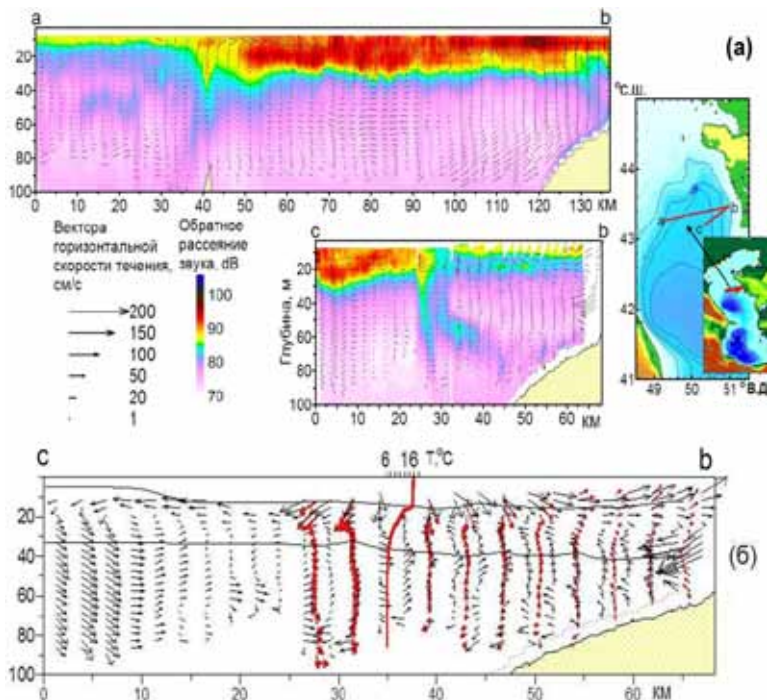 a b
(a)
20
40
60
80
100
0 10 20 30 40 50 60 70 80 90 100 110 120 130 км
Вектора
горизонтальной
скорости течения,
см/с
200
150
100
50
20
1
Обратное
рассеяние
звука, dB
100
90
80
70
c b
Глубина, м
20
40
60
80
100
0 10 20 30 40 50 60 км
°с.ш.
44
43
42
41
a b
c
49 50 51 °в.д
c 6 16 T,°C b
20
40
60
80
100
0 10 20 30 40 50 60 км
(б)